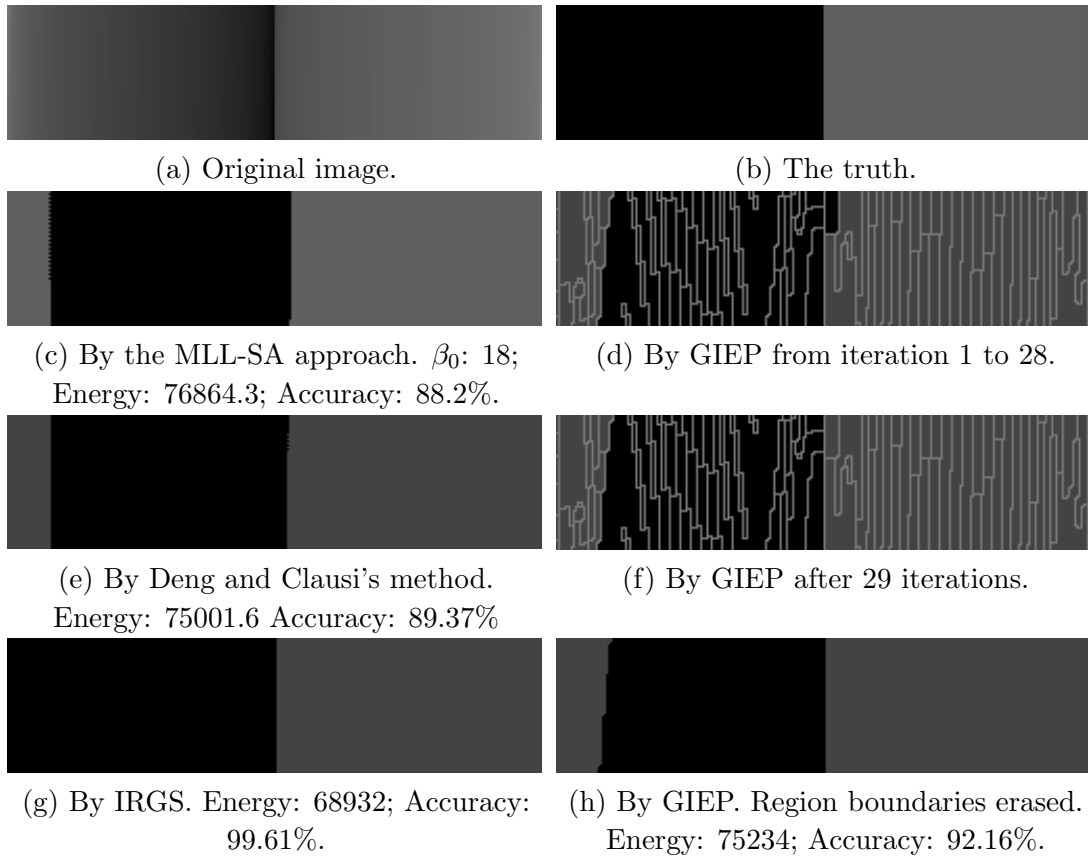 (a) Original image.
(b) The truth.
(c) By the MLL-SA approach. β₀: 18;
Energy: 76864.3; Accuracy: 88.2%.
(d) By GIEP from iteration 1 to 28.
(e) By Deng and Clausi's method.
Energy: 75001.6 Accuracy: 89.37%
(f) By GIEP after 29 iterations.
(g) By IRGS. Energy: 68932; Accuracy:
99.61%.
(h) By GIEP. Region boundaries erased.
Energy: 75234; Accuracy: 92.16%.